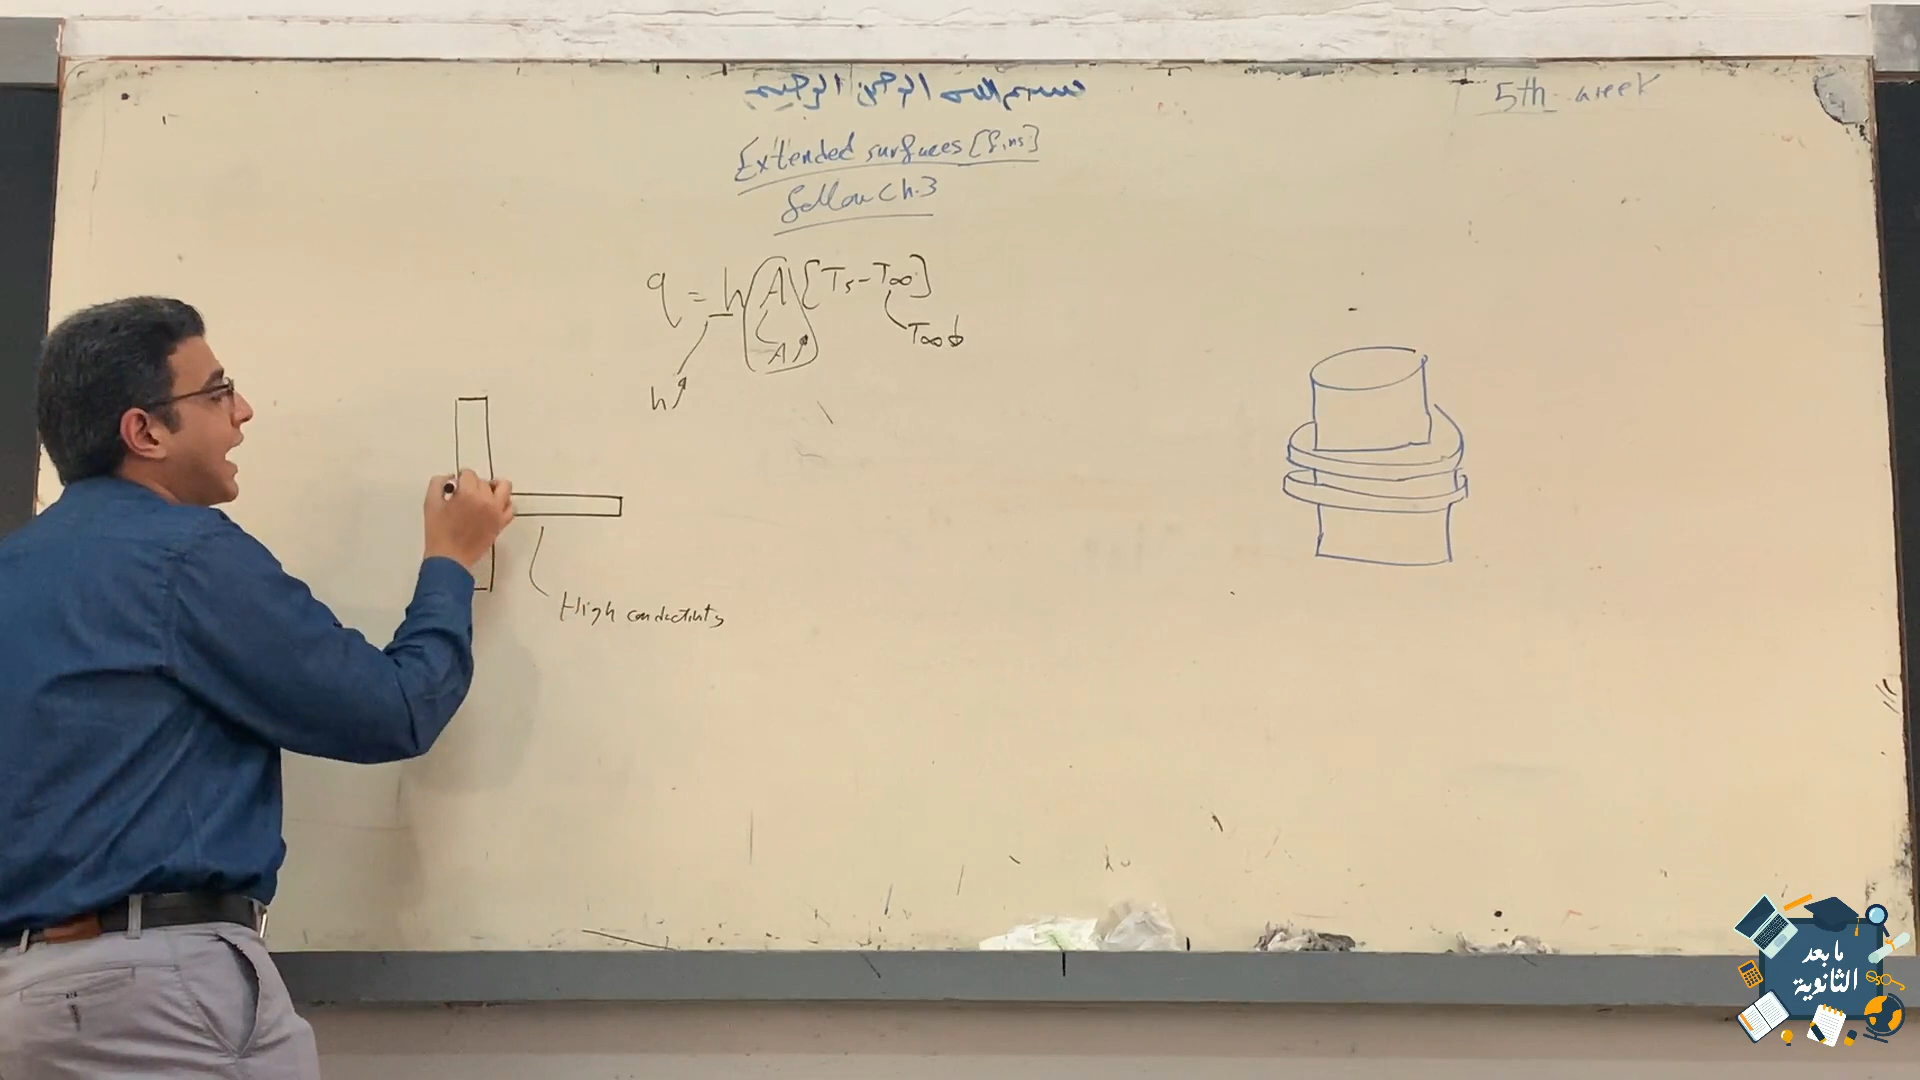 بسم الله الرحمن الرحيم
5th week
Extended surfaces [fins]
follow Ch.3
q = h A [Ts - T∞]
A↑
T∞↓
h↑
High conductivity
ما بعد
الثانوية